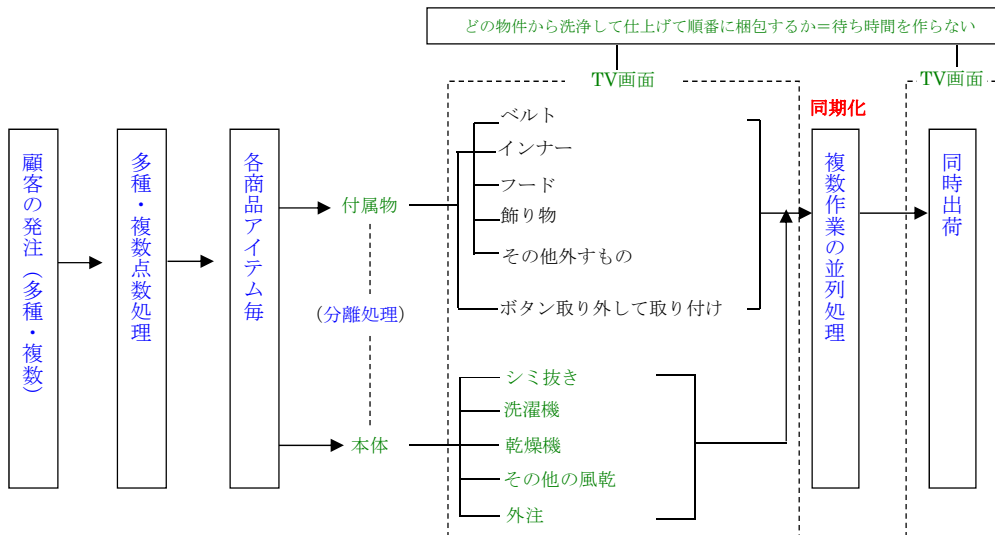 どの物件から洗浄して仕上げて順番に梱包するか＝待ち時間を作らない
TV画面
TV画面
同期化
顧客の発注（多種・複数）
多種・複数点数処理
各商品アイテム毎
付属物
（分離処理）
本体
ベルト
インナー
フード
飾り物
その他外すもの
ボタン取り外して取り付け
シミ抜き
洗濯機
乾燥機
その他の風乾
外注
複数作業の並列処理
同時出荷